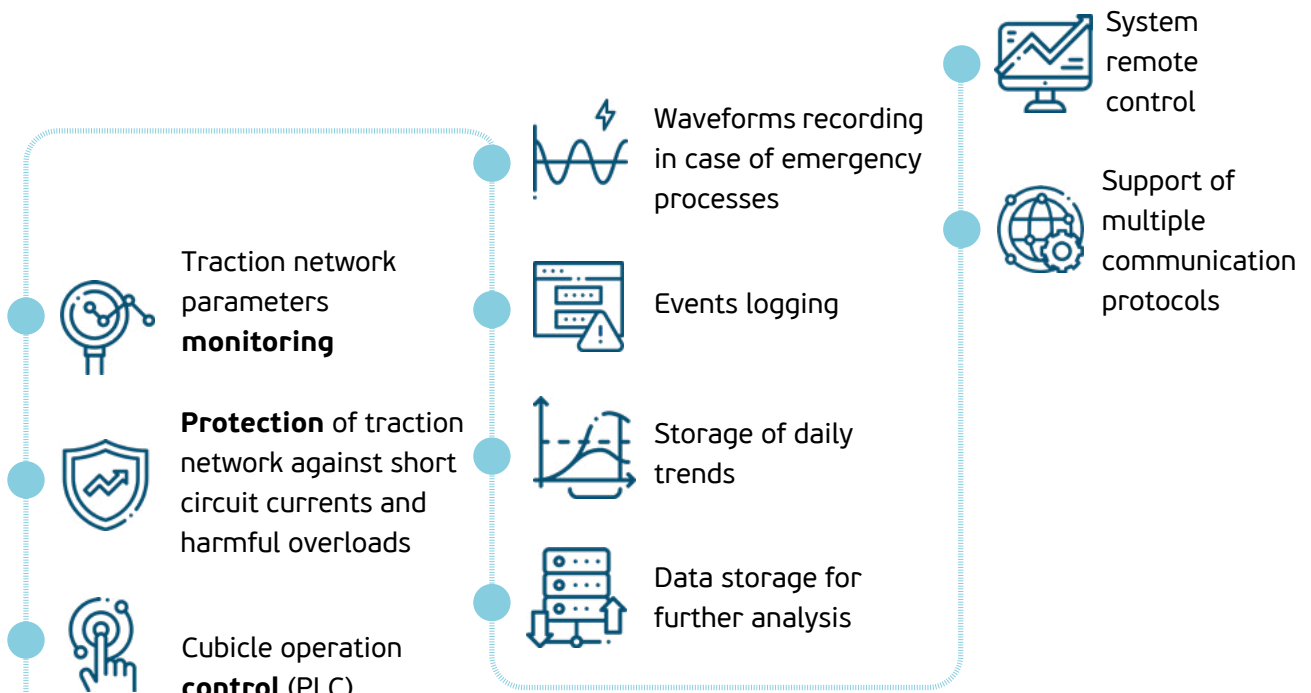 Traction network
parameters
monitoring
Protection of traction
network against short
circuit currents and
harmful overloads
Cubicle operation
control (PLC)
Waveforms recording
in case of emergency
processes
Events logging
Storage of daily
trends
Data storage for
further analysis
System
remote
control
Support of
multiple
communication
protocols